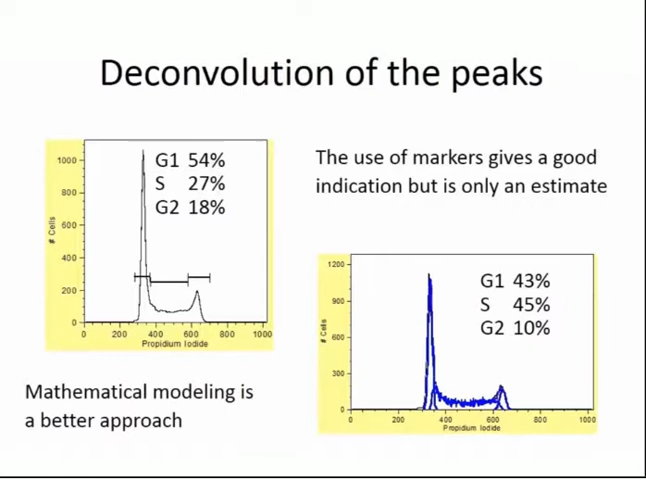 Deconvolution of the peaks
G1 54%
S 27%
G2 18%
1000
800
600
400
200
0
# Cells
0 200 400 600 800 1000
Propidium Iodide
The use of markers gives a good
indication but is only an estimate
G1 43%
S 45%
G2 10%
1200
900
600
300
0
# Cells
0 200 400 600 800 1000
Propidium Iodide
Mathematical modeling is
a better approach